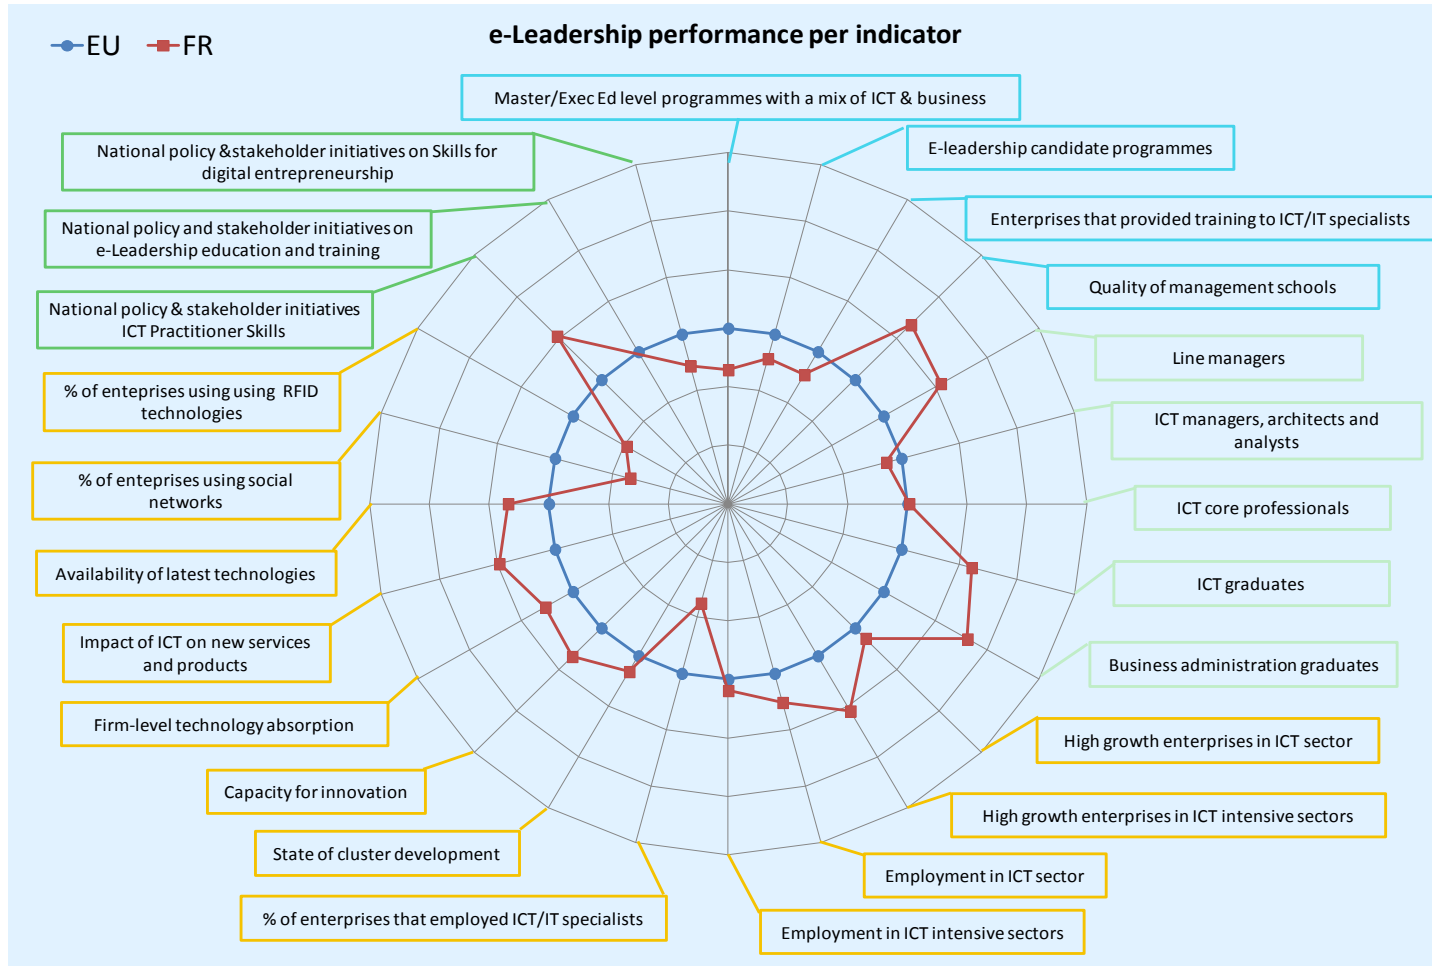 e-Leadership performance per indicator
EU
FR
Master/Exec Ed level programmes with a mix of ICT & business
E-leadership candidate programmes
Enterprises that provided training to ICT/IT specialists
Quality of management schools
Line managers
ICT managers, architects and
analysts
ICT core professionals
ICT graduates
Business administration graduates
High growth enterprises in ICT sector
High growth enterprises in ICT intensive sectors
Employment in ICT sector
Employment in ICT intensive sectors
% of enterprises that employed ICT/IT specialists
State of cluster development
Capacity for innovation
Firm-level technology absorption
Impact of ICT on new services
and products
Availability of latest technologies
% of enteprises using social
networks
% of enteprises using using RFID
technologies
National policy & stakeholder initiatives
ICT Practitioner Skills
National policy and stakeholder initiatives on
e-Leadership education and training
National policy &stakeholder initiatives on Skills for
digital entrepreneurship